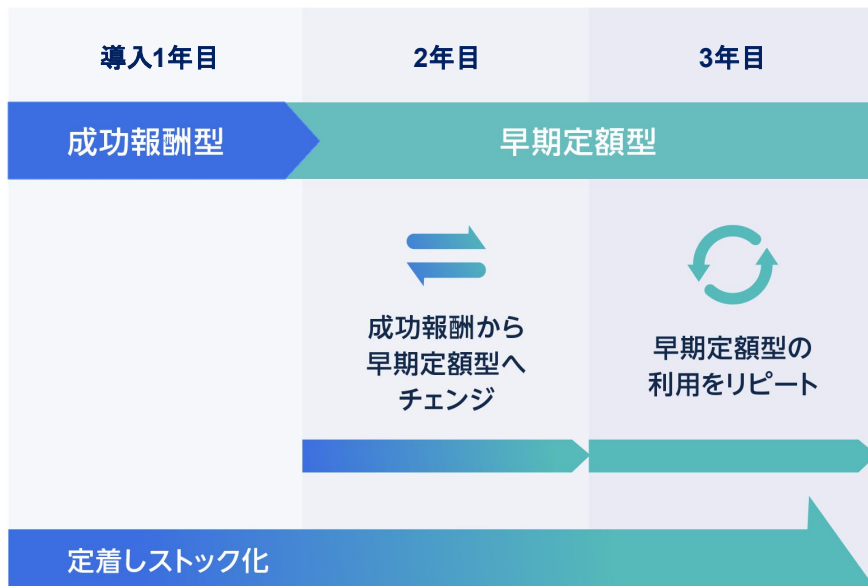 導入1年目
2年目
3年目
成功報酬型
早期定額型
成功報酬から
早期定額型へ
チェンジ
早期定額型の
利用をリピート
定着しストック化